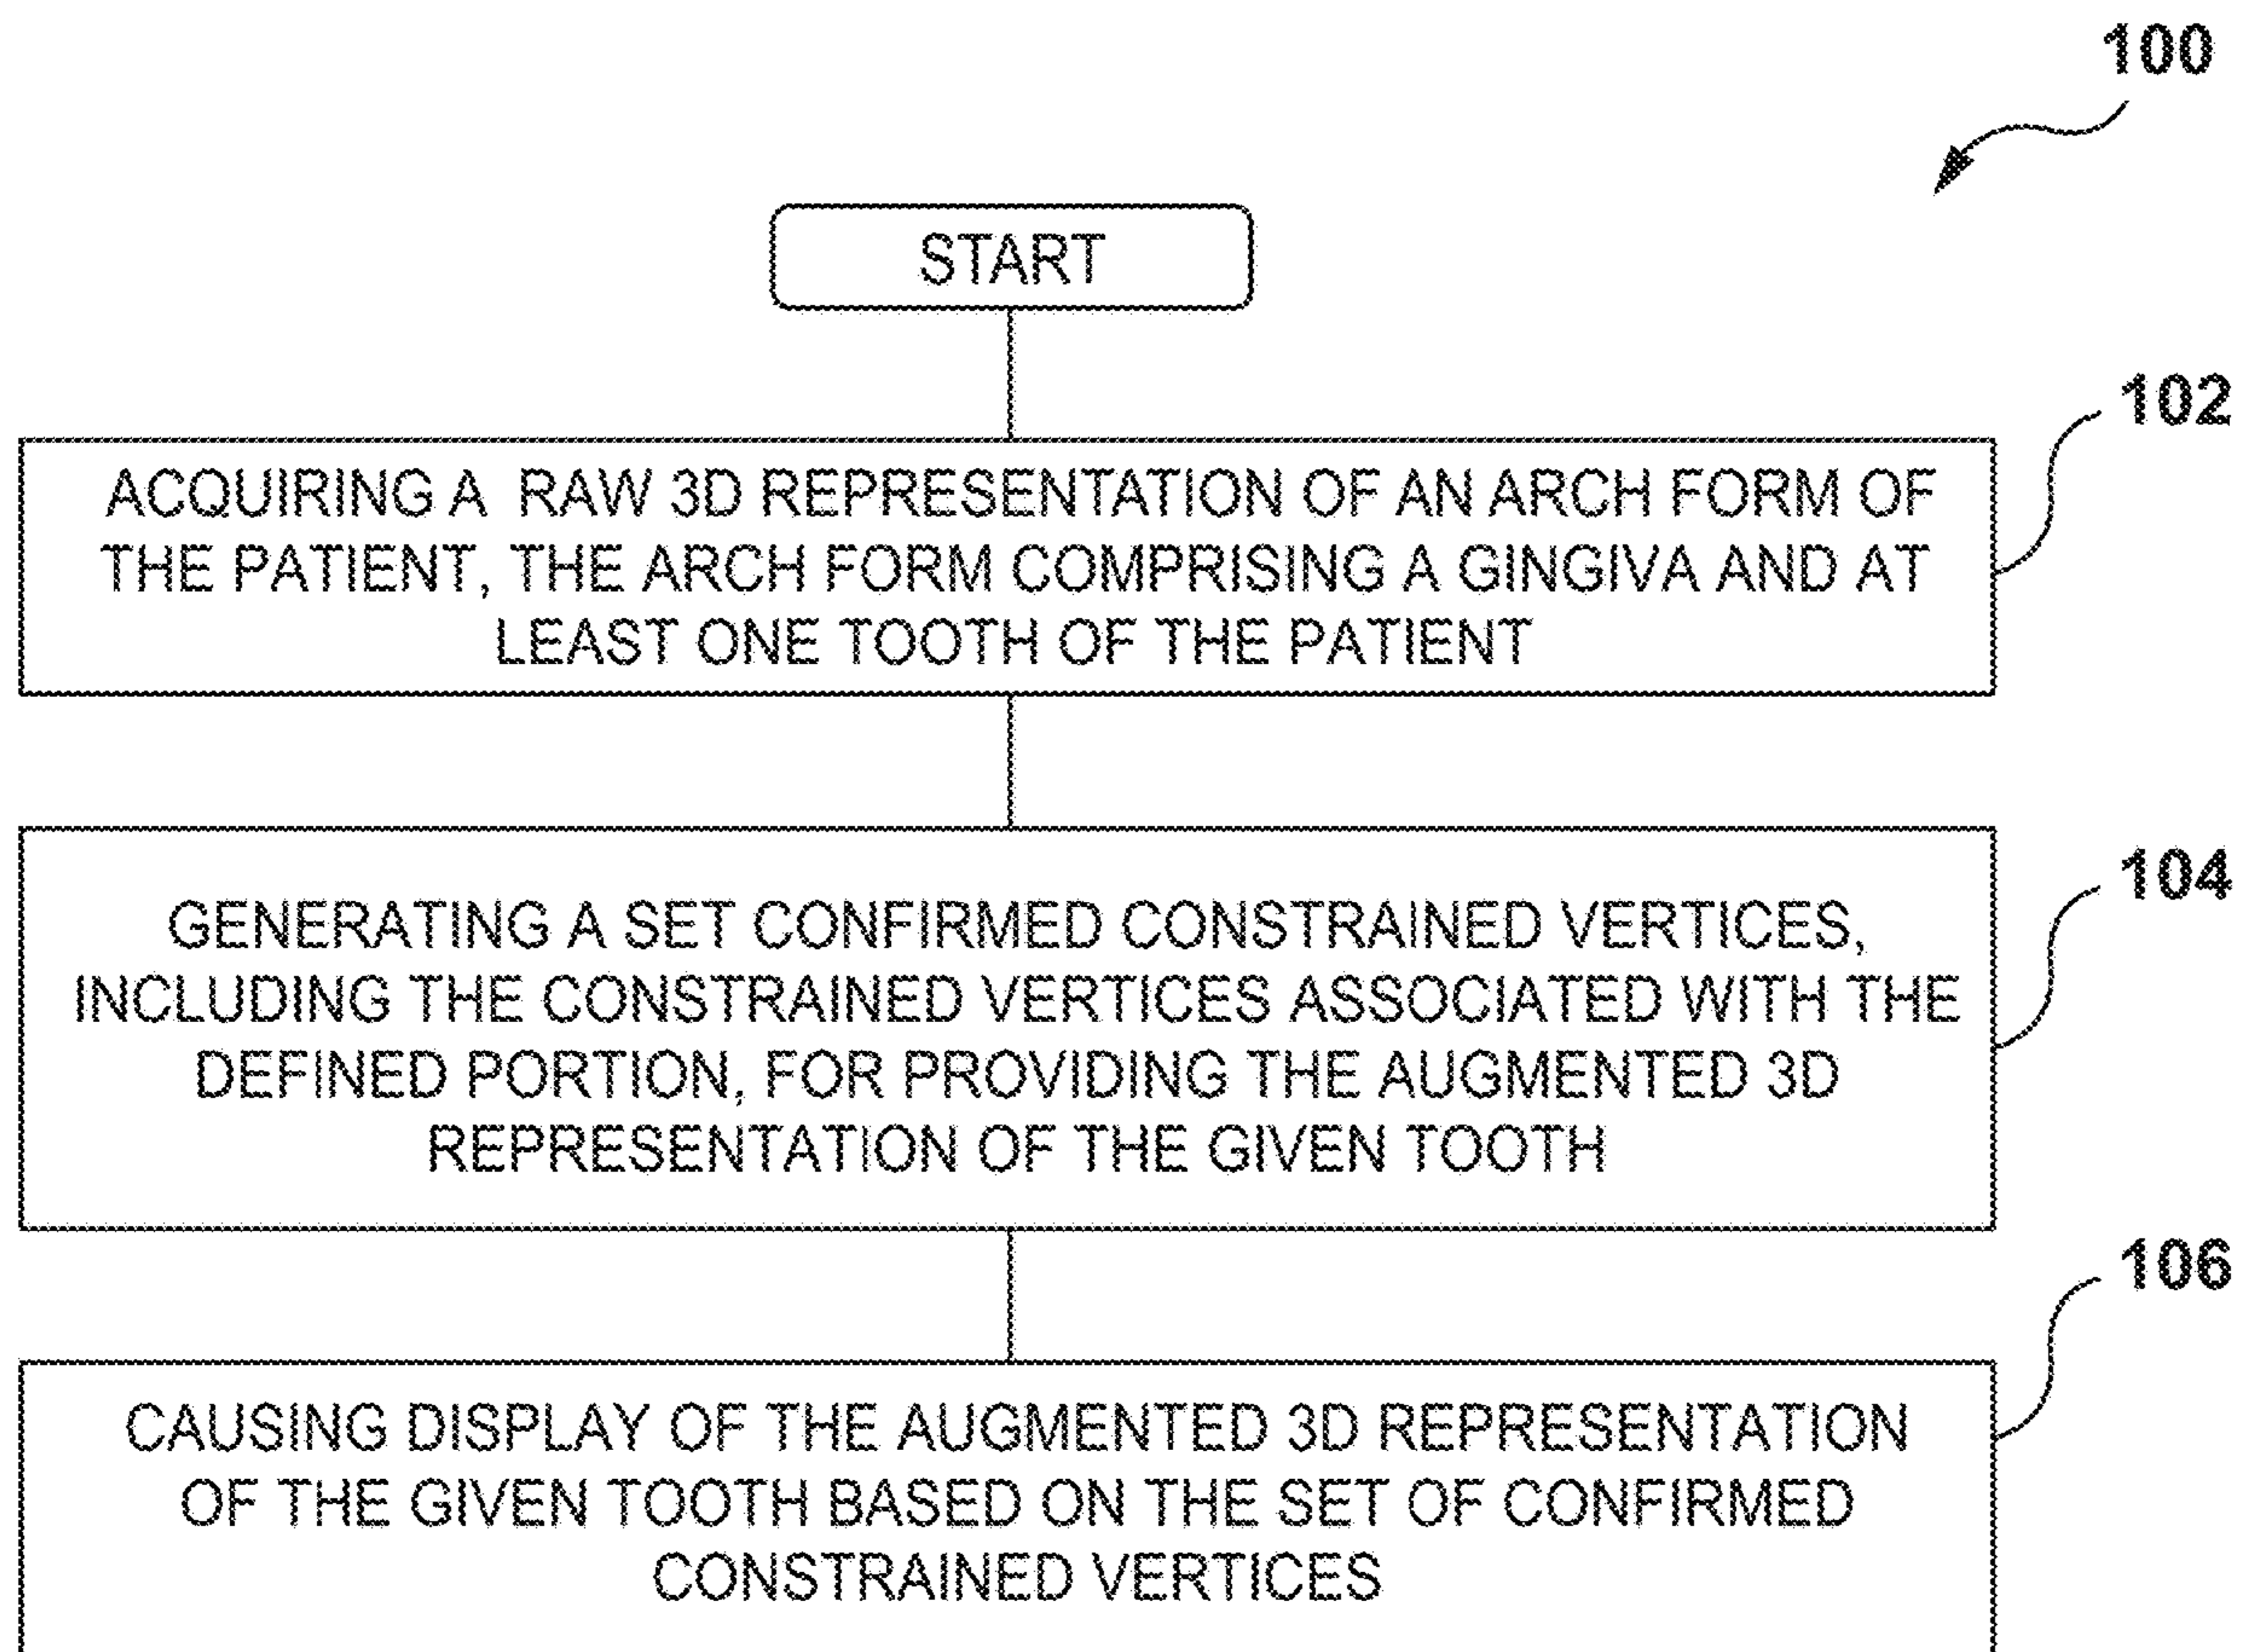 100
START
102
ACQUIRING A RAW 3D REPRESENTATION OF AN ARCH FORM OF
THE PATIENT, THE ARCH FORM COMPRISING A GINGIVA AND AT
LEAST ONE TOOTH OF THE PATIENT
104
GENERATING A SET CONFIRMED CONSTRAINED VERTICES,
INCLUDING THE CONSTRAINED VERTICES ASSOCIATED WITH THE
DEFINED PORTION, FOR PROVIDING THE AUGMENTED 3D
REPRESENTATION OF THE GIVEN TOOTH
106
CAUSING DISPLAY OF THE AUGMENTED 3D REPRESENTATION
OF THE GIVEN TOOTH BASED ON THE SET OF CONFIRMED
CONSTRAINED VERTICES